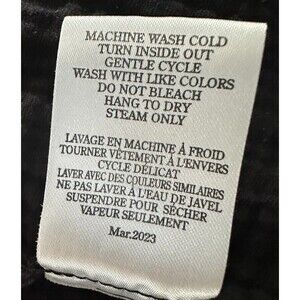 MACHINE WASH COLD
TURN INSIDE OUT
GENTLE CYCLE
WASH WITH LIKE COLORS
DO NOT BLEACH
HANG TO DRY
STEAM ONLY
LAVAGE EN MACHINE À FROID
TOURNER VÊTEMENT À L'ENVERS
CYCLE DÉLICAT
LAVER AVEC DES COULEURS SIMILAIRES
NE PAS LAVER À L'EAU DE JAVEL
SUSPENDRE POUR SÉCHER
VAPEUR SEULEMENT
Mar.2023